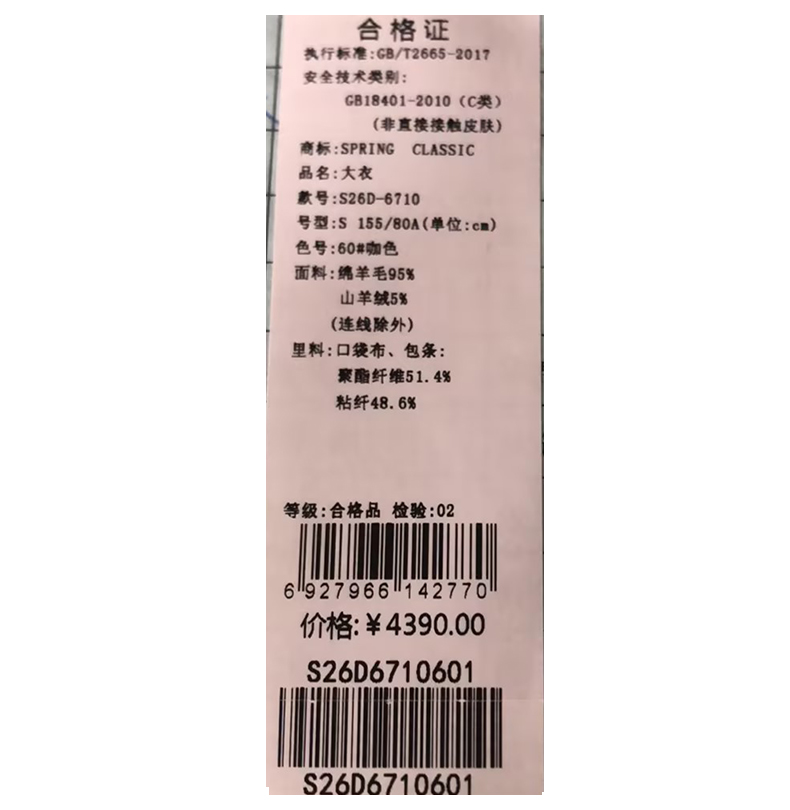 合格证
执行标准:GB/T2665-2017
安全技术类别:
GB18401-2010（C类）
(非直接接触皮肤)
商标:SPRING CLASSIC
品名:大衣
款号:S26D-6710
号型:S 155/80A(单位:cm)
色号:60#咖色
面料:绵羊毛95%
山羊绒5%
(连线除外)
里料:口袋布、包条:
聚酯纤维51.4%
粘纤48.6%
等级:合格品 检验:02
6 927966 142770
价格:¥4390.00
S26D6710601
S26D6710601